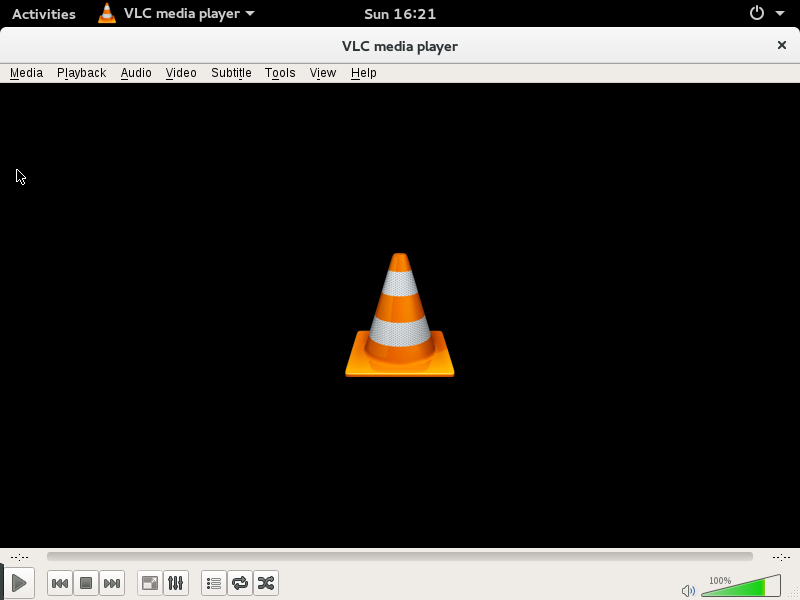 Activities VLC media player Sun 16:21
VLC media player
Media Playback Audio Video Subtitle Tools View Help
--:-- --:--
100%